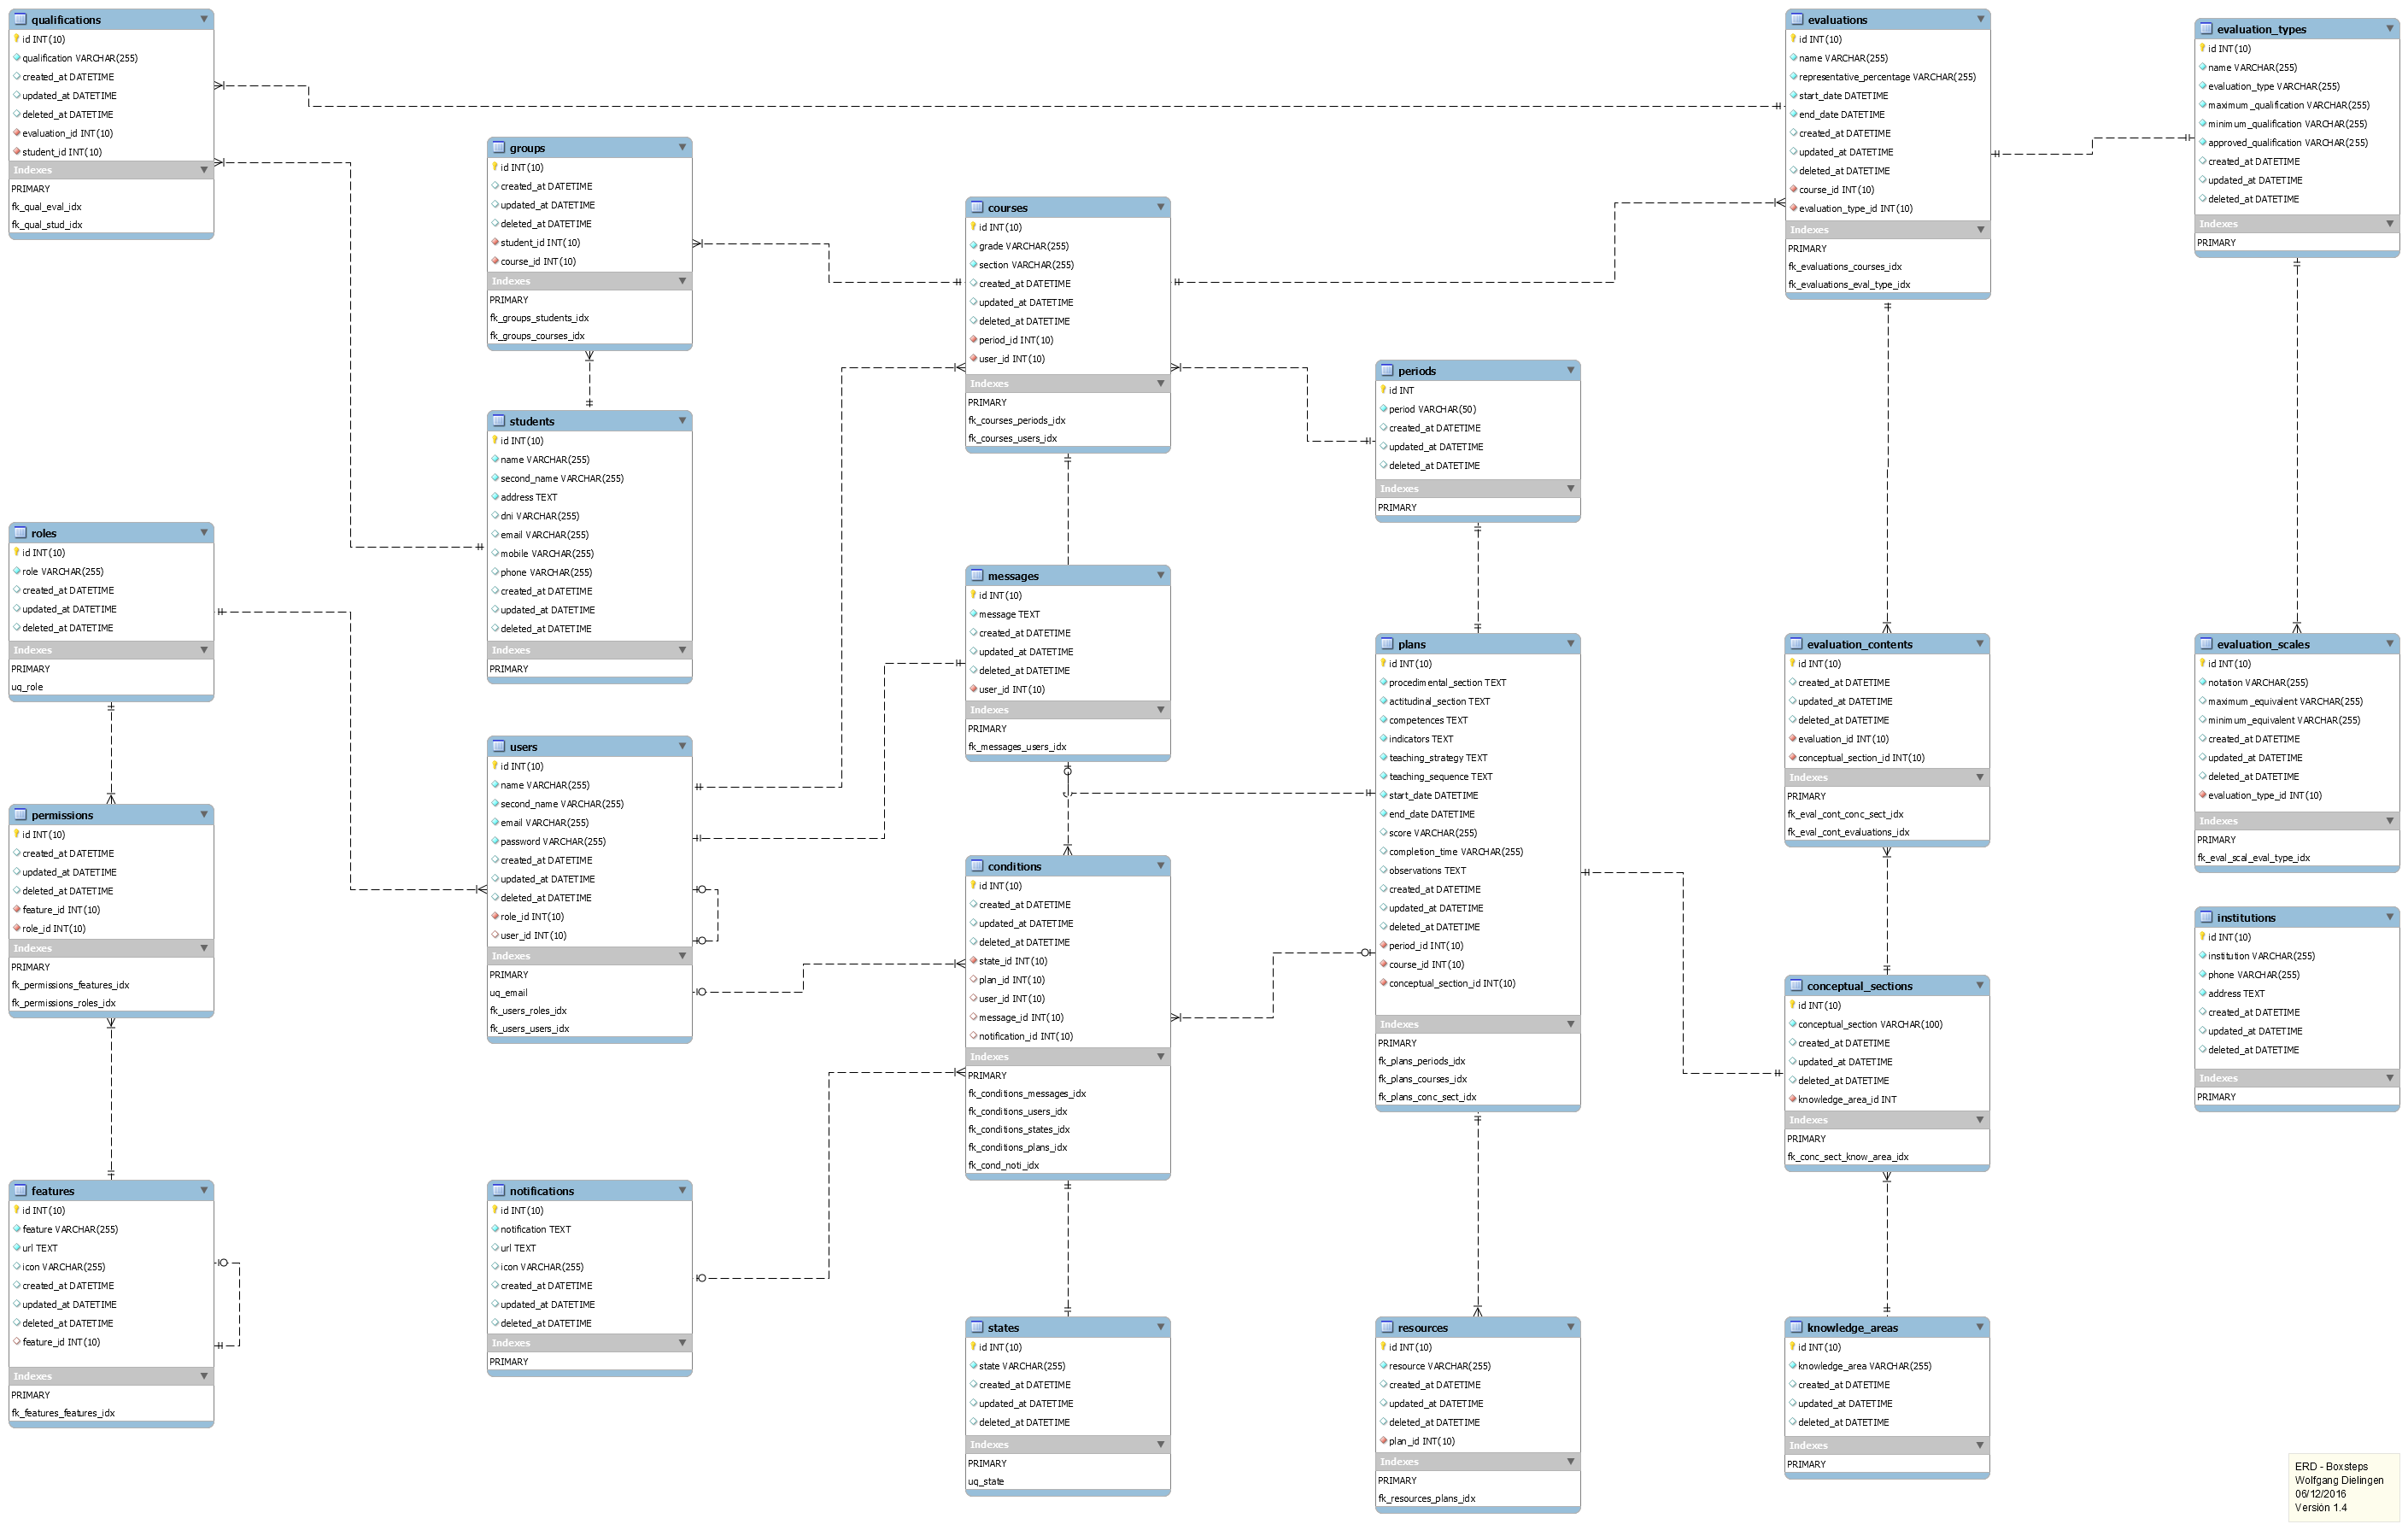 qualifications
id INT(10)
qualification VARCHAR(255)
created_at DATETIME
updated_at DATETIME
deleted_at DATETIME
evaluation_id INT(10)
student_id INT(10)
Indexes
PRIMARY
fk_qual_eval_idx
fk_qual_stud_idx
roles
id INT(10)
role VARCHAR(255)
created_at DATETIME
updated_at DATETIME
deleted_at DATETIME
Indexes
PRIMARY
uq_role
permissions
id INT(10)
created_at DATETIME
updated_at DATETIME
deleted_at DATETIME
feature_id INT(10)
role_id INT(10)
Indexes
PRIMARY
fk_permissions_features_idx
fk_permissions_roles_idx
features
id INT(10)
feature VARCHAR(255)
url TEXT
icon VARCHAR(255)
created_at DATETIME
updated_at DATETIME
deleted_at DATETIME
feature_id INT(10)
Indexes
PRIMARY
fk_features_features_idx
groups
id INT(10)
created_at DATETIME
updated_at DATETIME
deleted_at DATETIME
student_id INT(10)
course_id INT(10)
Indexes
PRIMARY
fk_groups_students_idx
fk_groups_courses_idx
students
id INT(10)
name VARCHAR(255)
second_name VARCHAR(255)
address TEXT
dni VARCHAR(255)
email VARCHAR(255)
mobile VARCHAR(255)
phone VARCHAR(255)
created_at DATETIME
updated_at DATETIME
deleted_at DATETIME
Indexes
PRIMARY
users
id INT(10)
name VARCHAR(255)
second_name VARCHAR(255)
email VARCHAR(255)
password VARCHAR(255)
created_at DATETIME
updated_at DATETIME
deleted_at DATETIME
role_id INT(10)
user_id INT(10)
Indexes
PRIMARY
uq_email
fk_users_roles_idx
fk_users_users_idx
notifications
id INT(10)
notification TEXT
url TEXT
icon VARCHAR(255)
created_at DATETIME
updated_at DATETIME
deleted_at DATETIME
Indexes
PRIMARY
courses
id INT(10)
grade VARCHAR(255)
section VARCHAR(255)
created_at DATETIME
updated_at DATETIME
deleted_at DATETIME
period_id INT(10)
user_id INT(10)
Indexes
PRIMARY
fk_courses_periods_idx
fk_courses_users_idx
messages
id INT(10)
message TEXT
created_at DATETIME
updated_at DATETIME
deleted_at DATETIME
user_id INT(10)
Indexes
PRIMARY
fk_messages_users_idx
conditions
id INT(10)
created_at DATETIME
updated_at DATETIME
deleted_at DATETIME
state_id INT(10)
plan_id INT(10)
user_id INT(10)
message_id INT(10)
notification_id INT(10)
Indexes
PRIMARY
fk_conditions_messages_idx
fk_conditions_users_idx
fk_conditions_states_idx
fk_conditions_plans_idx
fk_cond_noti_idx
states
id INT(10)
state VARCHAR(255)
created_at DATETIME
updated_at DATETIME
deleted_at DATETIME
Indexes
PRIMARY
uq_state
periods
id INT
period VARCHAR(50)
created_at DATETIME
updated_at DATETIME
deleted_at DATETIME
Indexes
PRIMARY
plans
id INT(10)
procedimental_section TEXT
actitudinal_section TEXT
competences TEXT
indicators TEXT
teaching_strategy TEXT
teaching_sequence TEXT
start_date DATETIME
end_date DATETIME
score VARCHAR(255)
completion_time VARCHAR(255)
observations TEXT
created_at DATETIME
updated_at DATETIME
deleted_at DATETIME
period_id INT(10)
course_id INT(10)
conceptual_section_id INT(10)
Indexes
PRIMARY
fk_plans_periods_idx
fk_plans_courses_idx
fk_plans_conc_sect_idx
resources
id INT(10)
resource VARCHAR(255)
created_at DATETIME
updated_at DATETIME
deleted_at DATETIME
plan_id INT(10)
Indexes
PRIMARY
fk_resources_plans_idx
evaluations
id INT(10)
name VARCHAR(255)
representative_percentage VARCHAR(255)
start_date DATETIME
end_date DATETIME
created_at DATETIME
updated_at DATETIME
deleted_at DATETIME
course_id INT(10)
evaluation_type_id INT(10)
Indexes
PRIMARY
fk_evaluations_courses_idx
fk_evaluations_eval_type_idx
evaluation_contents
id INT(10)
created_at DATETIME
updated_at DATETIME
deleted_at DATETIME
evaluation_id INT(10)
conceptual_section_id INT(10)
Indexes
PRIMARY
fk_eval_cont_conc_sect_idx
fk_eval_cont_evaluations_idx
conceptual_sections
id INT(10)
conceptual_section VARCHAR(100)
created_at DATETIME
updated_at DATETIME
deleted_at DATETIME
knowledge_area_id INT
Indexes
PRIMARY
fk_conc_sect_know_area_idx
knowledge_areas
id INT(10)
knowledge_area VARCHAR(255)
created_at DATETIME
updated_at DATETIME
deleted_at DATETIME
Indexes
PRIMARY
evaluation_types
id INT(10)
name VARCHAR(255)
evaluation_type VARCHAR(255)
maximum_qualification VARCHAR(255)
minimum_qualification VARCHAR(255)
approved_qualification VARCHAR(255)
created_at DATETIME
updated_at DATETIME
deleted_at DATETIME
Indexes
PRIMARY
evaluation_scales
id INT(10)
notation VARCHAR(255)
maximum_equivalent VARCHAR(255)
minimum_equivalent VARCHAR(255)
created_at DATETIME
updated_at DATETIME
deleted_at DATETIME
evaluation_type_id INT(10)
Indexes
PRIMARY
fk_eval_scal_eval_type_idx
institutions
id INT(10)
institution VARCHAR(255)
phone VARCHAR(255)
address TEXT
created_at DATETIME
updated_at DATETIME
deleted_at DATETIME
Indexes
PRIMARY
ERD - Boxsteps
Wolfgang Dielingen
06/12/2016
Versión 1.4